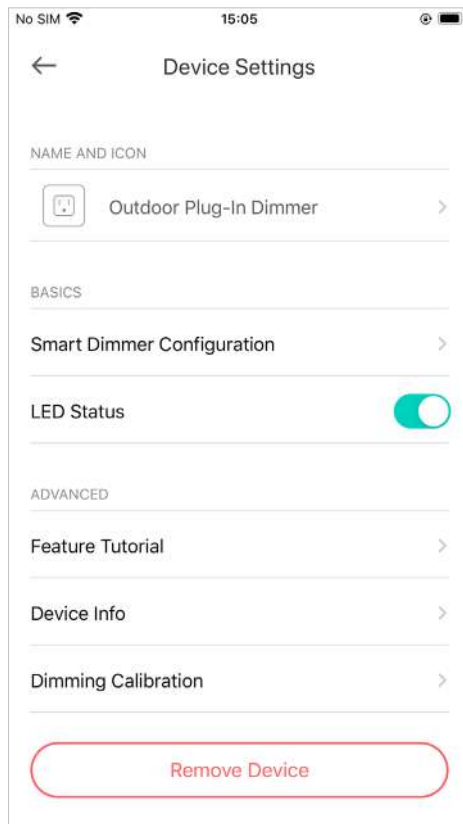 No SIM 15:05
Device Settings
NAME AND ICON
Outdoor Plug-In Dimmer
BASICS
Smart Dimmer Configuration
LED Status
ADVANCED
Feature Tutorial
Device Info
Dimming Calibration
Remove Device